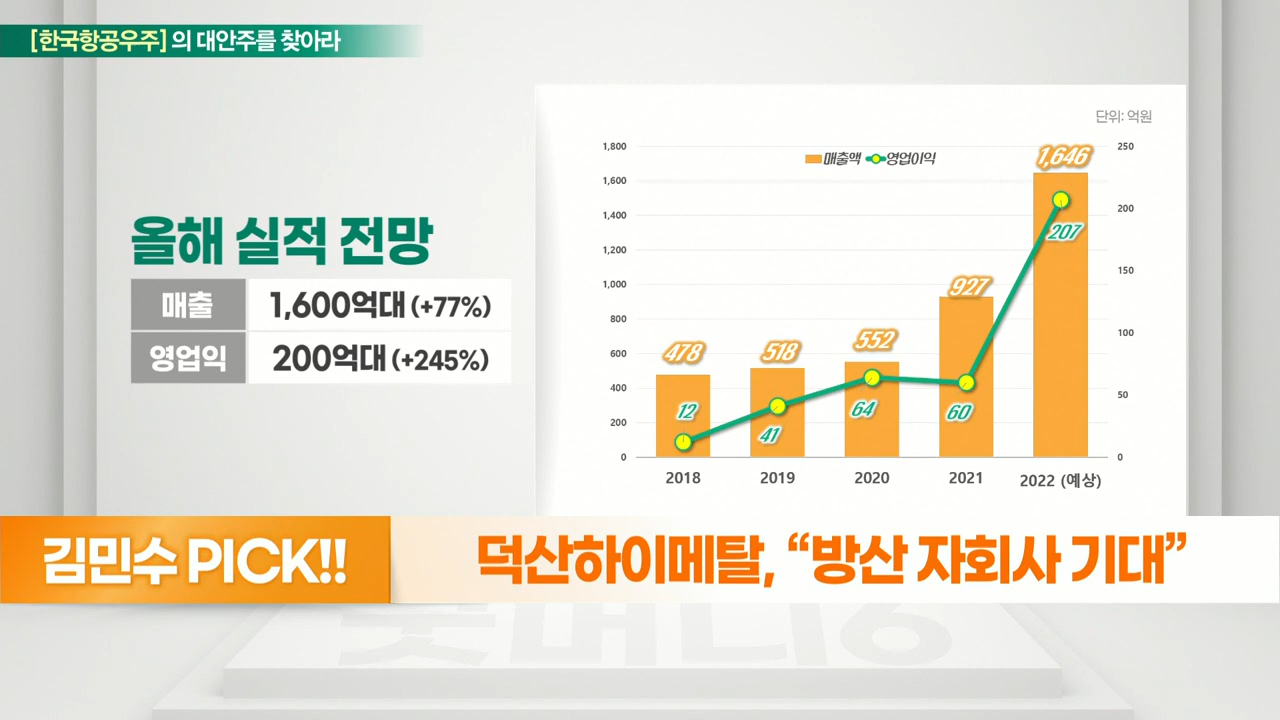 [한국항공우주] 의 대안주를 찾아라
올해 실적 전망
매출 1,600억대 (+77%)
영업익 200억대 (+245%)
단위: 억원
매출액 영업이익
1,800
1,600
1,400
1,200
1,000
800
600
400
200
0
250
200
150
100
50
0
478
518
552
927
1,646
12
41
64
60
207
2018 2019 2020 2021 2022 (예상)
김민수 PICK!!
덕산하이메탈, “방산 자회사 기대”
굿머니6